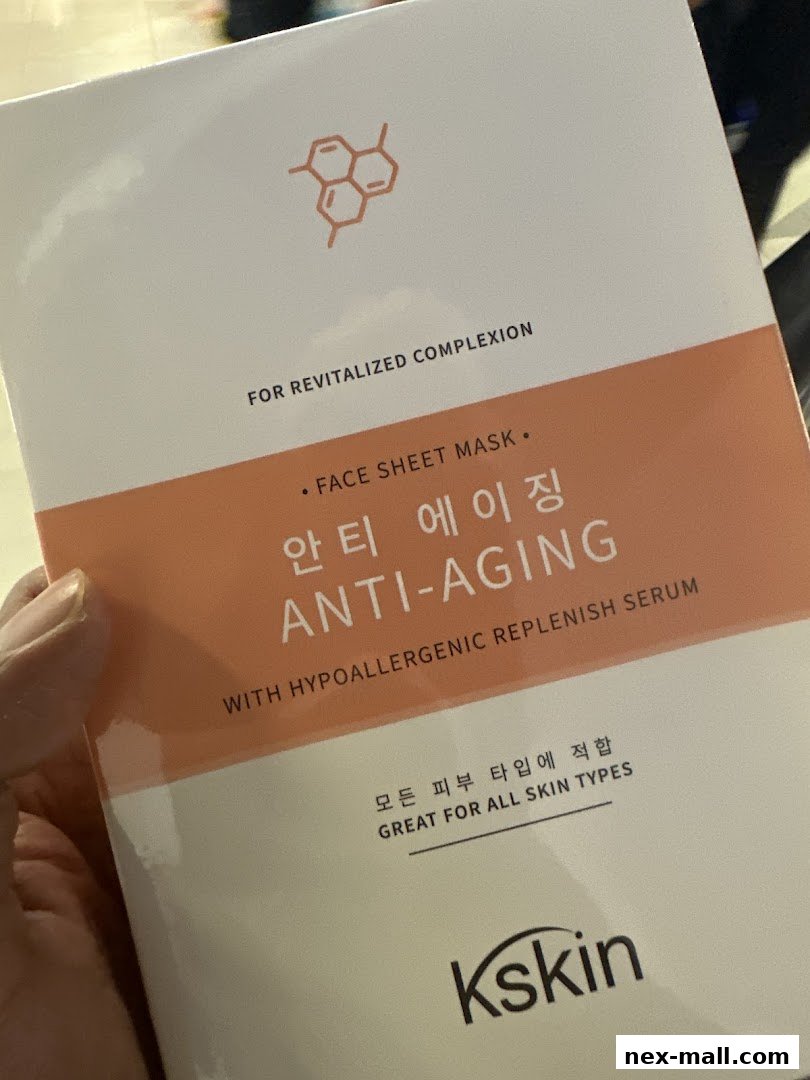 FOR REVITALIZED COMPLEXION
• FACE SHEET MASK •
안티 에이징
ANTI-AGING
WITH HYPOALLERGENIC REPLENISH SERUM
모든 피부 타입에 적합
GREAT FOR ALL SKIN TYPES
kskin
nex-mall.com